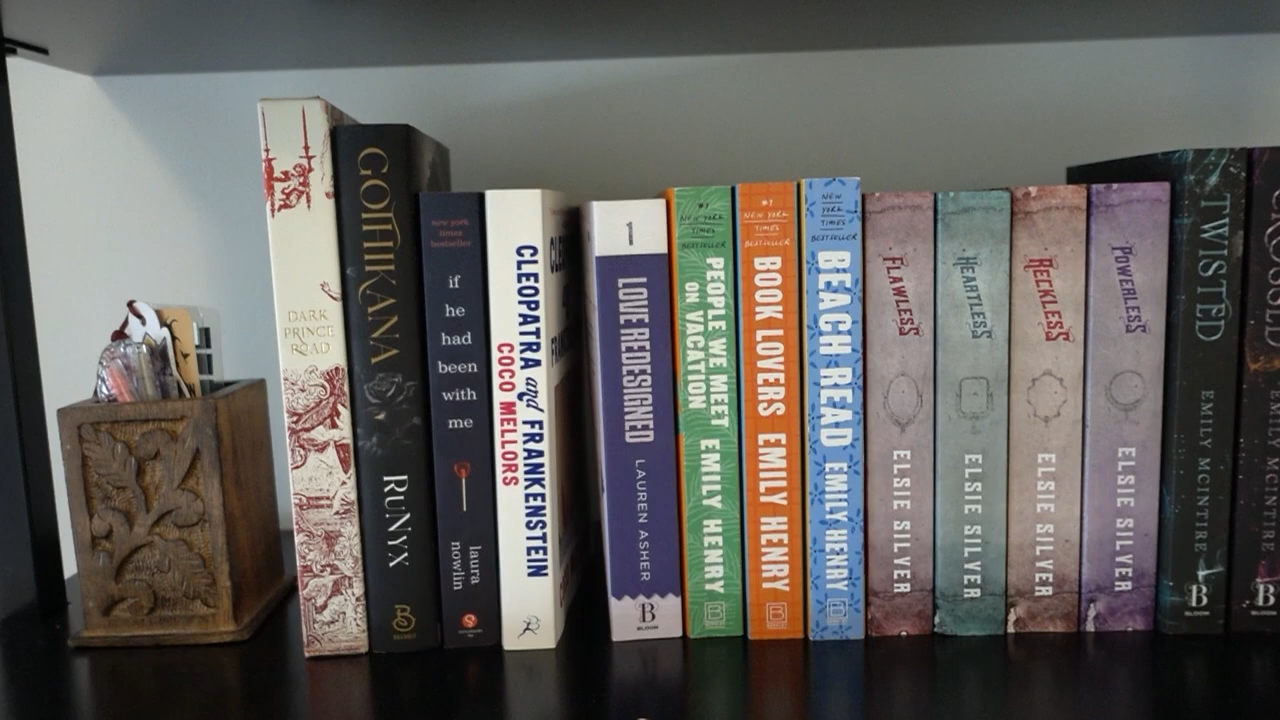 DARK
PRINCE
ROAD
GOTHIKANA
RuNyx
new york
times
bestseller
if
he
had
been
with
me
laura
nowlin
CLEOPATRA and FRANKENSTEIN
COCO MELLORS
1
LOVE REDESIGNED
LAUREN ASHER
B
BLOOM
#1
NEW YORK
TIMES
BESTSELLER
PEOPLE WE MEET
ON VACATION
EMILY HENRY
#1
NEW YORK
TIMES
BESTSELLER
BOOK LOVERS EMILY HENRY
NEW
YORK
TIMES
BESTSELLER
BEACH READ EMILY HENRY
FLAWLESS
ELSIE SILVER
HEARTLESS
ELSIE SILVER
RECKLESS
ELSIE SILVER
POWERLESS
ELSIE SILVER
TWISTED
EMILY MCINTIRE
B
BLOOM
EMILY MCINTIRE
B
BLOOM